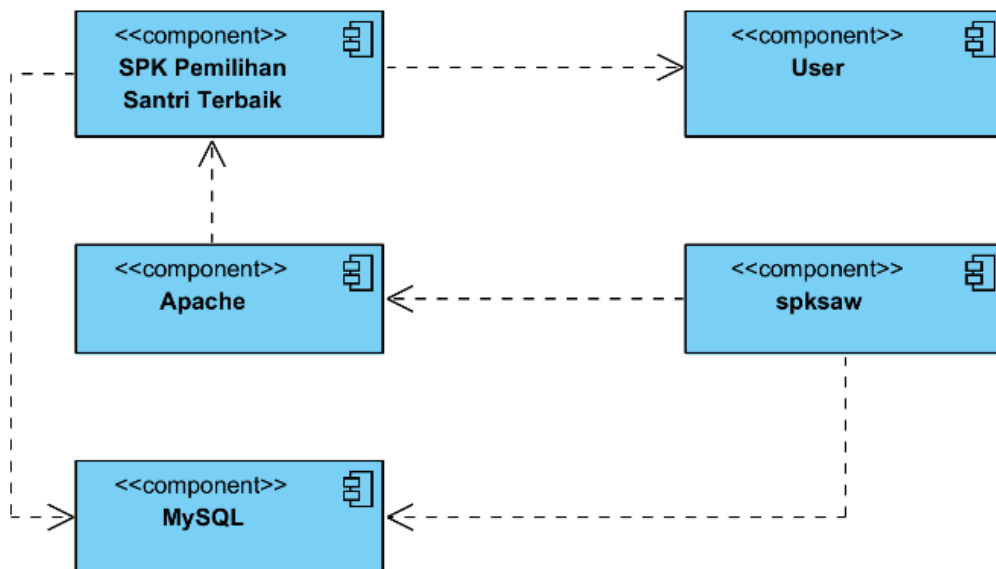 <<component>>
SPK Pemilihan
Santri Terbaik
<<component>>
User
<<component>>
Apache
<<component>>
spksaw
<<component>>
MySQL